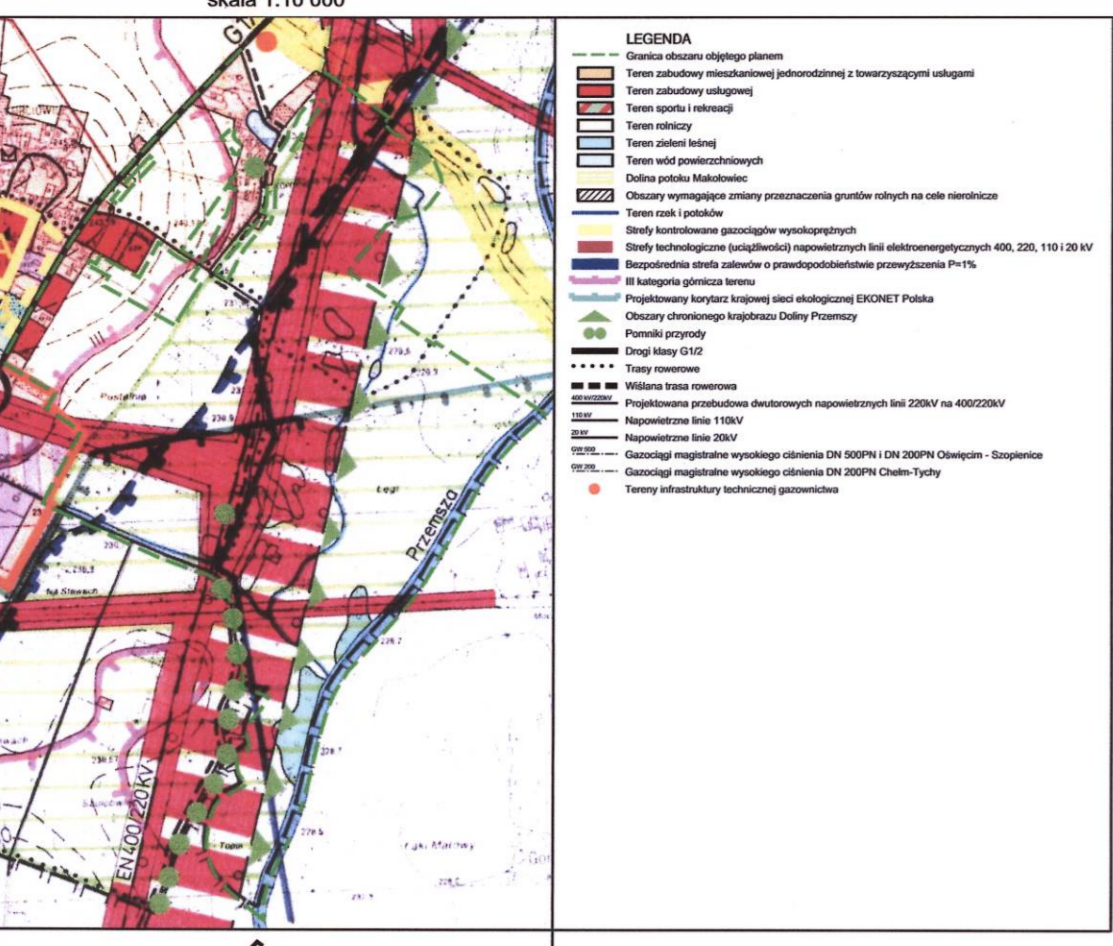 skala 1:10 000
LEGENDA
Granica obszaru objętego planem
Teren zabudowy mieszkaniowej jednorodzinnej z towarzyszącymi usługami
Teren zabudowy usługowej
Teren sportu i rekreacji
Teren rolniczy
Teren zieleni leśnej
Teren wód powierzchniowych
Dolina potoku Makołowiec
Obszary wymagające zmiany przeznaczenia gruntów rolnych na cele nierolnicze
Teren rzek i potoków
Strefy kontrolowane gazociągów wysokoprężnych
Strefy technologiczne (uciążliwości) napowietrznych linii elektroenergetycznych 400, 220, 110 i 20 kV
Bezpośrednia strefa zalewów o prawdopodobieństwie przewyższenia P=1%
III kategoria górnicza terenu
Projektowany korytarz krajowej sieci ekologicznej EKONET Polska
Obszary chronionego krajobrazu Doliny Przemszy
Pomniki przyrody
Drogi klasy G1/2
Trasy rowerowe
Wiślana trasa rowerowa
400 kV/220kV Projektowana przebudowa dwutorowych napowietrznych linii 220kV na 400/220kV
110 kV Napowietrzne linie 110kV
20 kV Napowietrzne linie 20kV
GW 500 Gazociągi magistralne wysokiego ciśnienia DN 500PN i DN 200PN Oświęcim - Szopienice
GW 200 Gazociągi magistralne wysokiego ciśnienia DN 200PN Chełm-Tychy
Tereny infrastruktury technicznej gazownictwa
G1/
III
Pustelnia
Łęgi
Przemsza
228,7
EN 400/220KV